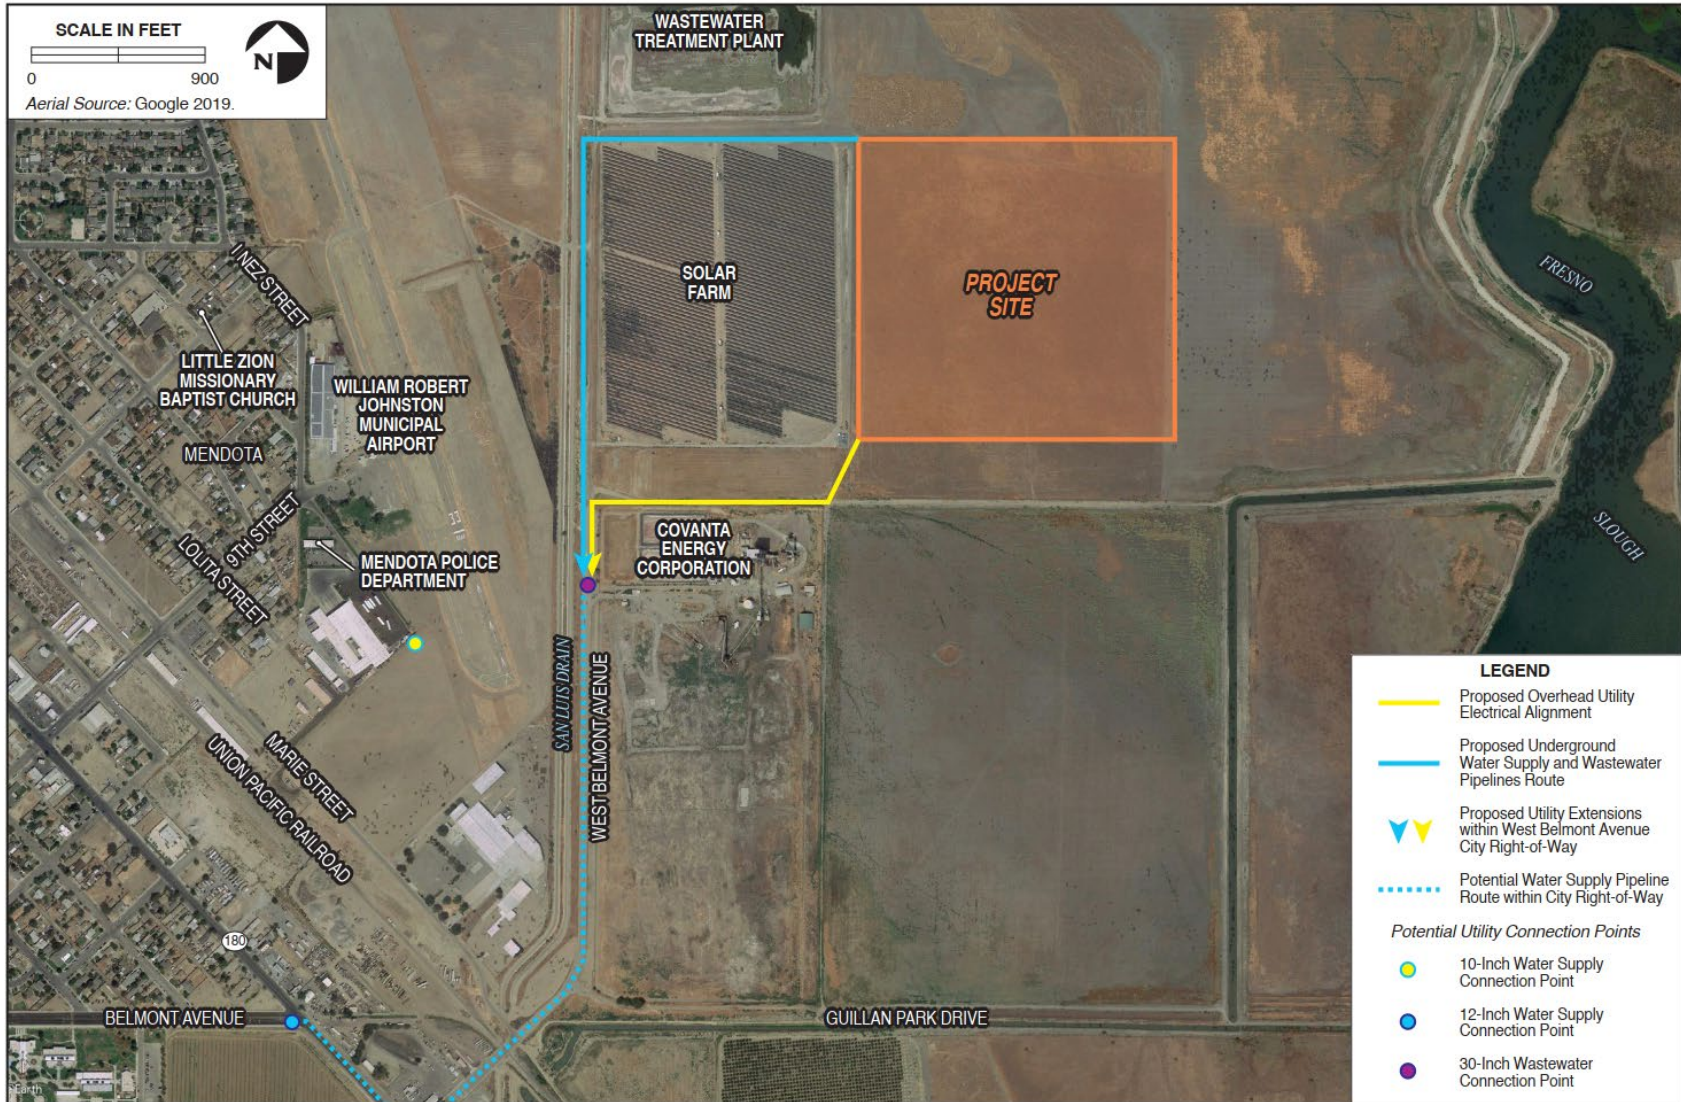 SCALE IN FEET
0 900
N
Aerial Source: Google 2019.
WASTEWATER
TREATMENT PLANT
SOLAR
FARM
PROJECT
SITE
FRESNO
SLOUGH
INEZ STREET
LITTLE ZION
MISSIONARY
BAPTIST CHURCH
WILLIAM ROBERT
JOHNSTON
MUNICIPAL
AIRPORT
MENDOTA
9TH STREET
LOLITA STREET
MENDOTA POLICE
DEPARTMENT
COVANTA
ENERGY
CORPORATION
SAN LUIS DRAIN
WEST BELMONT AVENUE
MARIE STREET
UNION PACIFIC RAILROAD
180
BELMONT AVENUE
GUILLAN PARK DRIVE
Earth
LEGEND
Proposed Overhead Utility
Electrical Alignment
Proposed Underground
Water Supply and Wastewater
Pipelines Route
Proposed Utility Extensions
within West Belmont Avenue
City Right-of-Way
Potential Water Supply Pipeline
Route within City Right-of-Way
Potential Utility Connection Points
10-Inch Water Supply
Connection Point
12-Inch Water Supply
Connection Point
30-Inch Wastewater
Connection Point